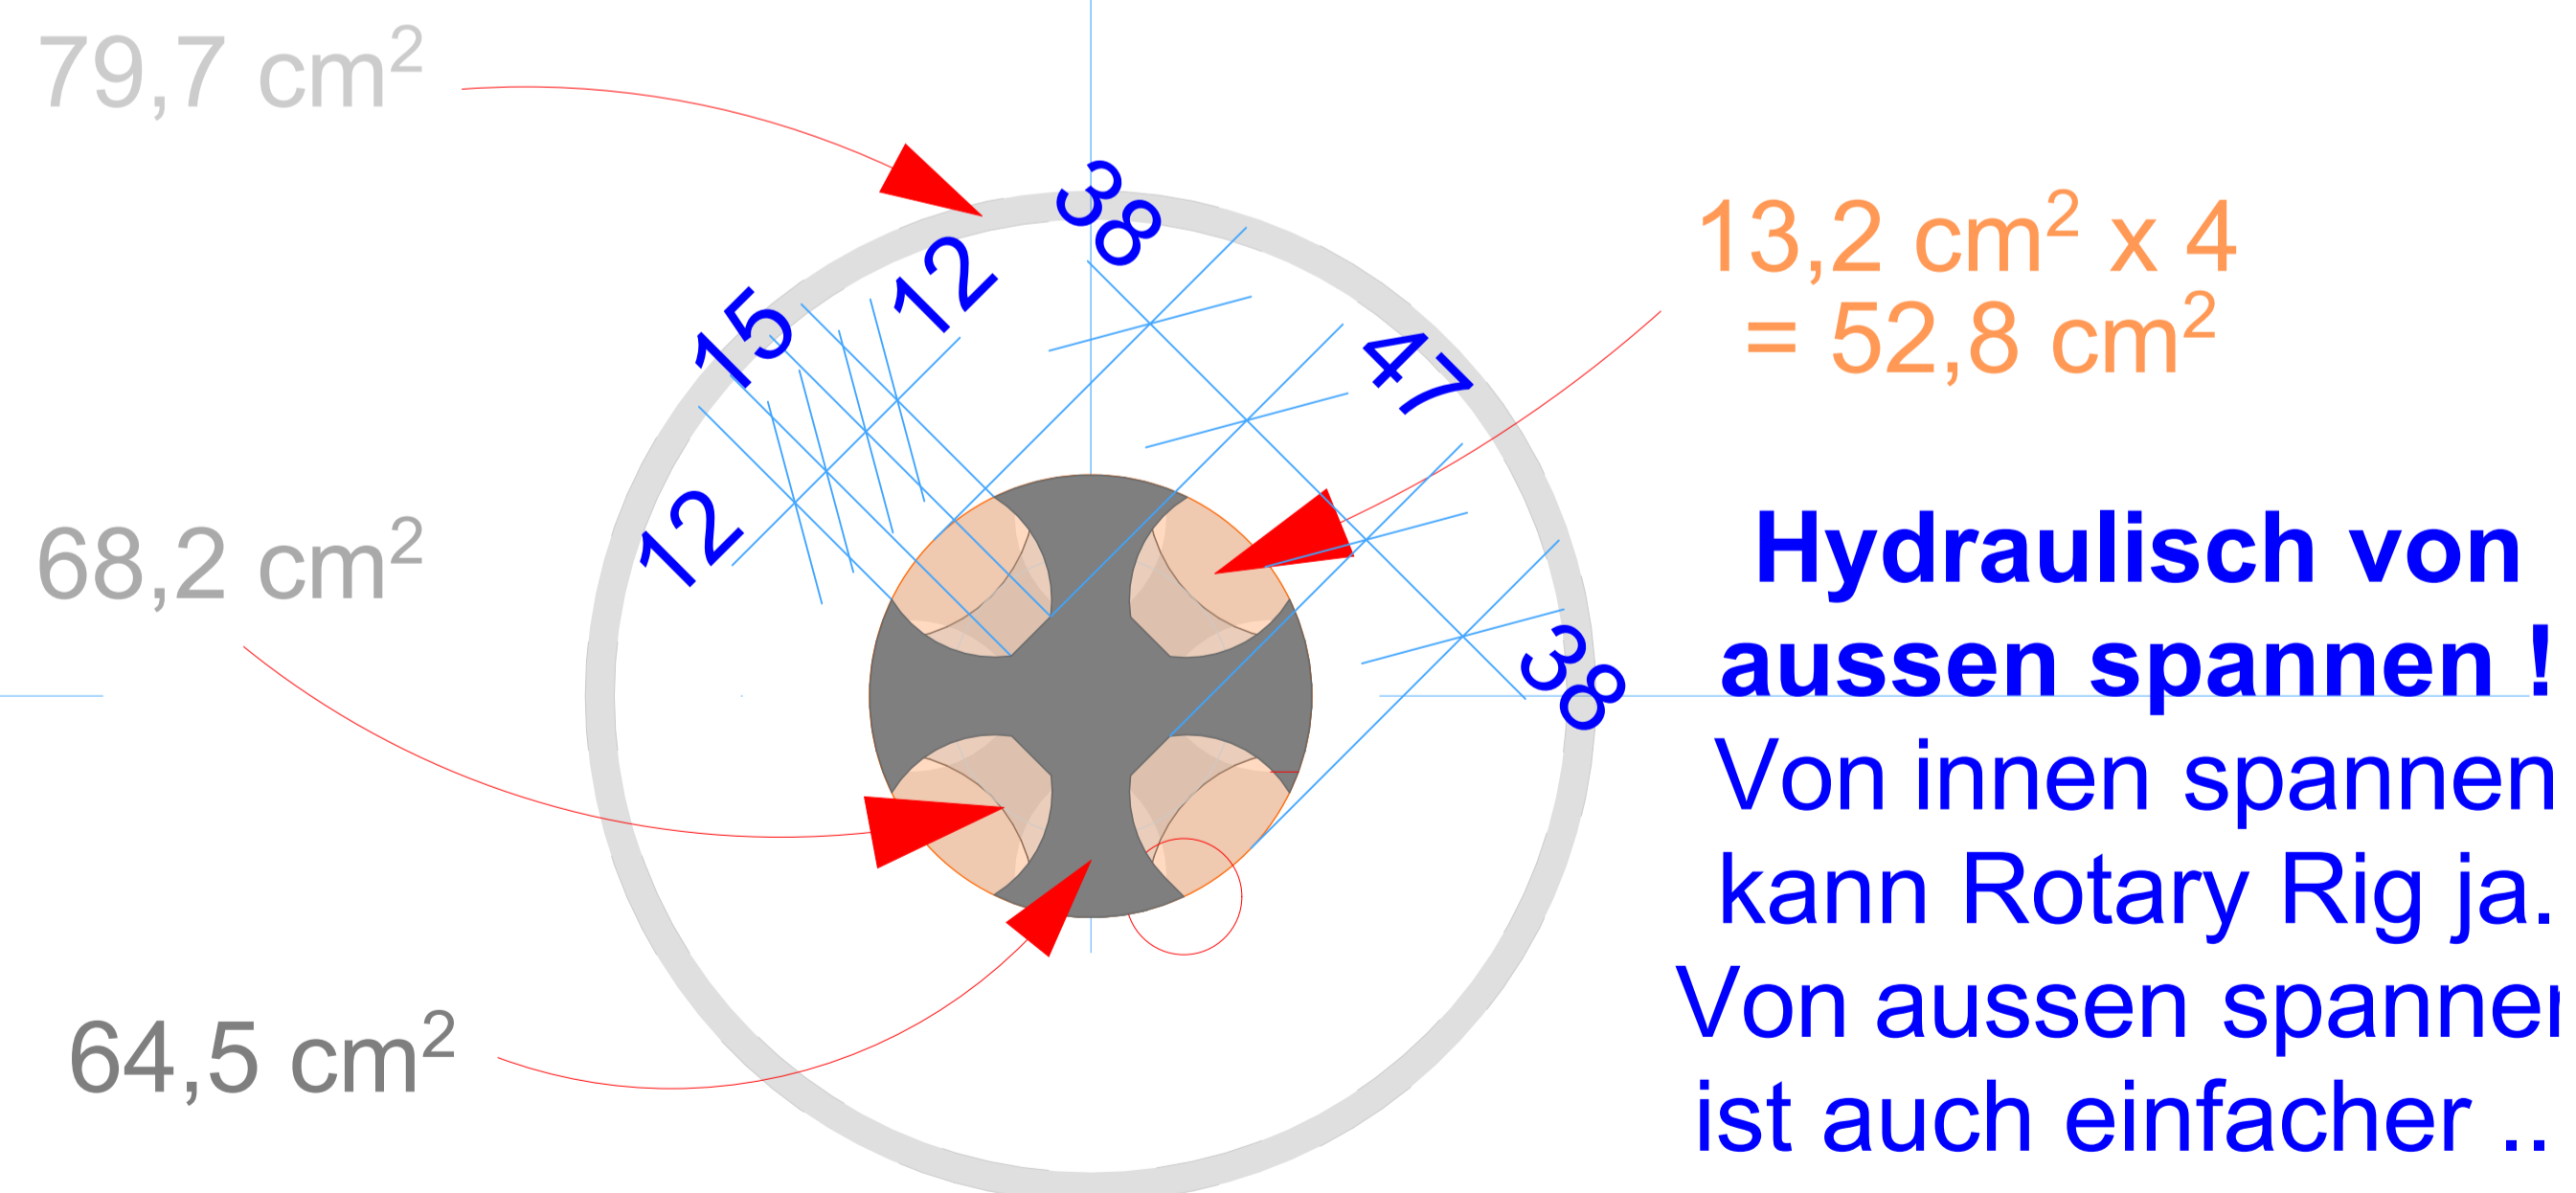 79,7 cm²
38
12
15
47
12
13,2 cm² x 4
= 52,8 cm²
68,2 cm²
38
Hydraulisch von
aussen spannen !
Von innen spannen
kann Rotary Rig ja.
Von aussen spannen
ist auch einfacher ..
64,5 cm²